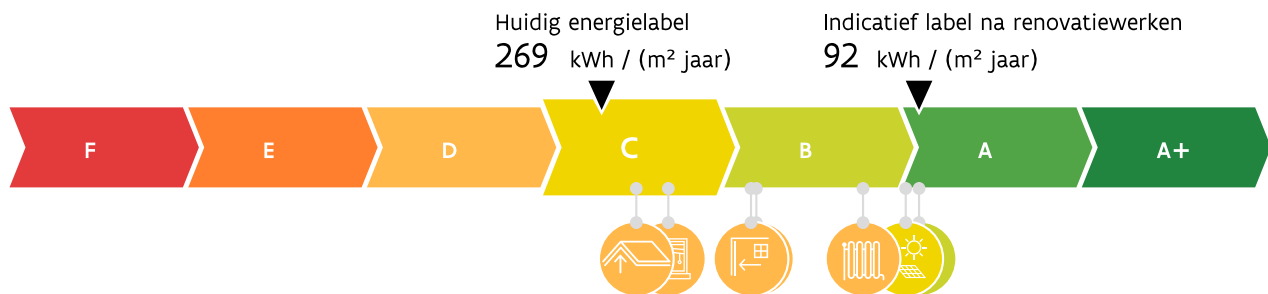 Huidig energielabel
269 kWh / (m² jaar)
Indicatief label na renovatiewerken
92 kWh / (m² jaar)
F E D C B A A+